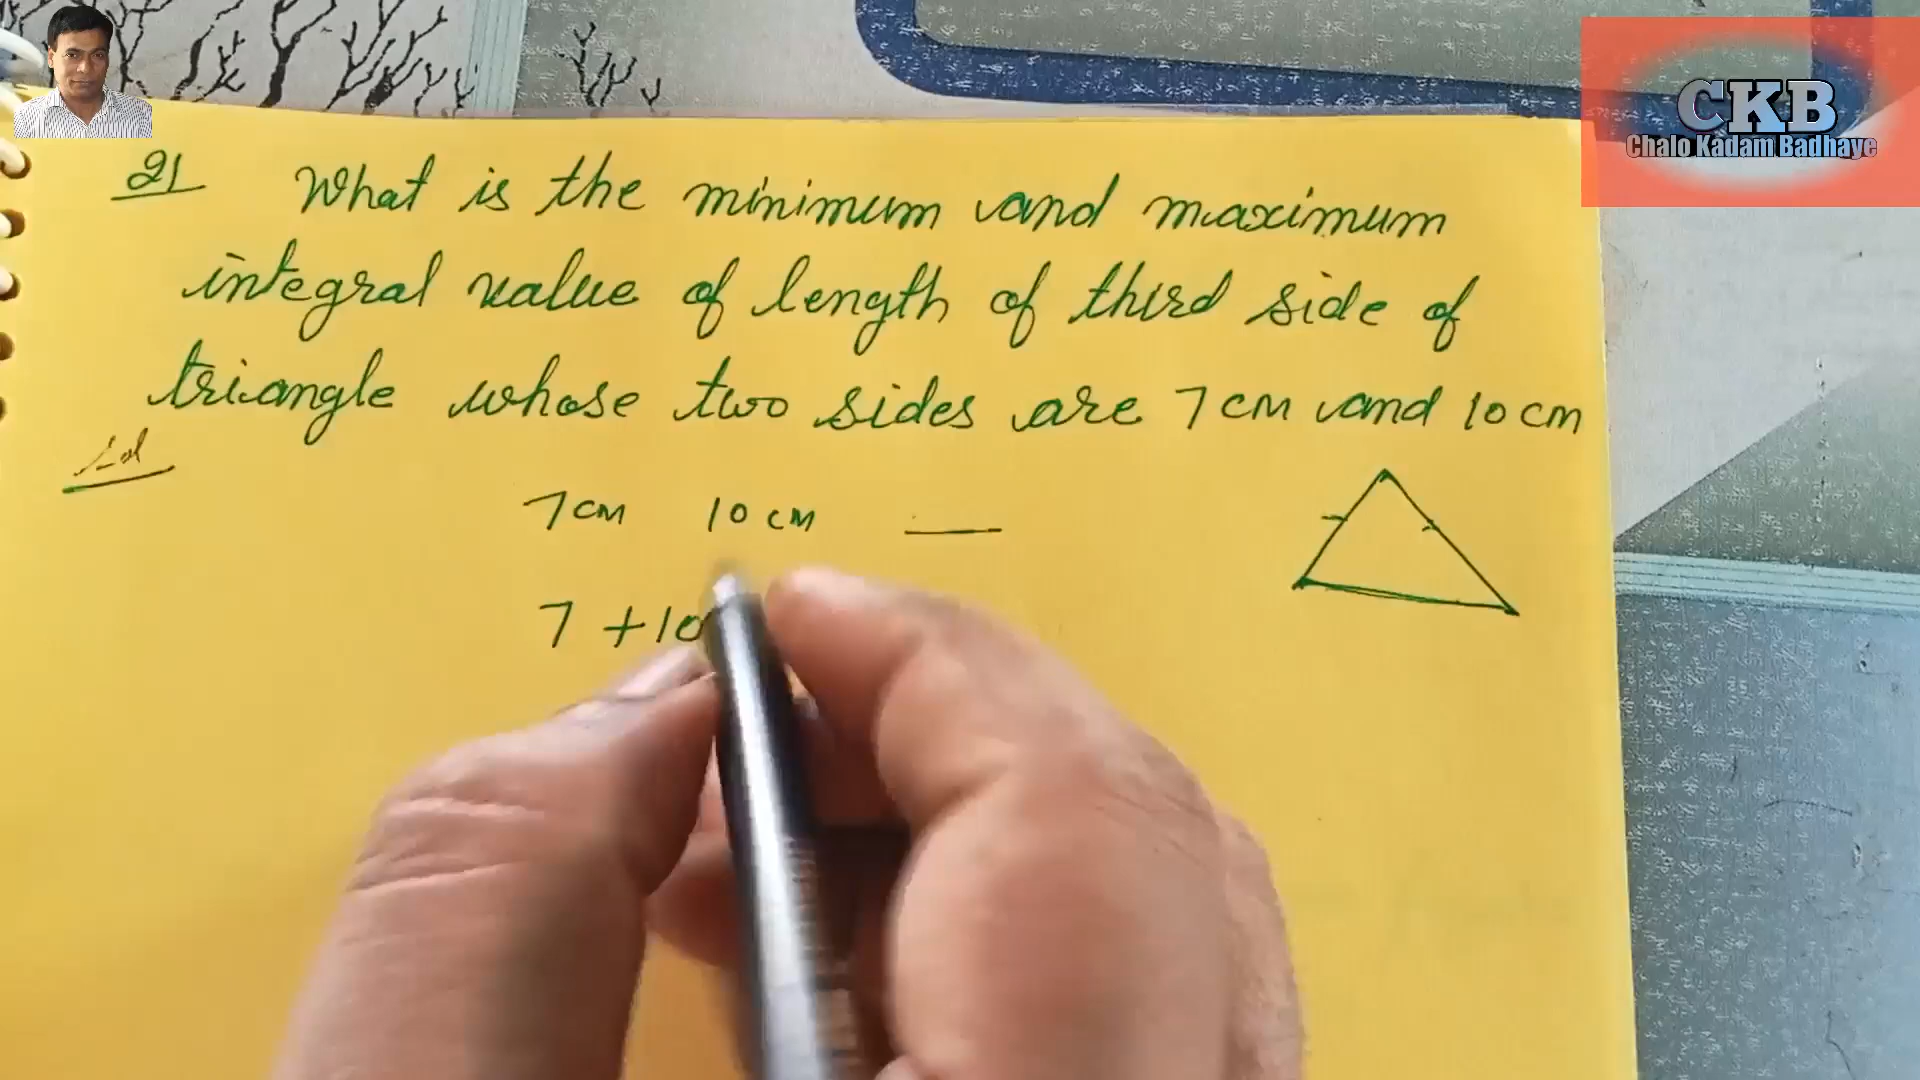 21 What is the minimum and maximum
integral value of length of third side of
triangle whose two sides are 7 cm and 10 cm
Sol
7 cm 10 cm
7 + 10
CKB
Chalo Kadam Badhaye